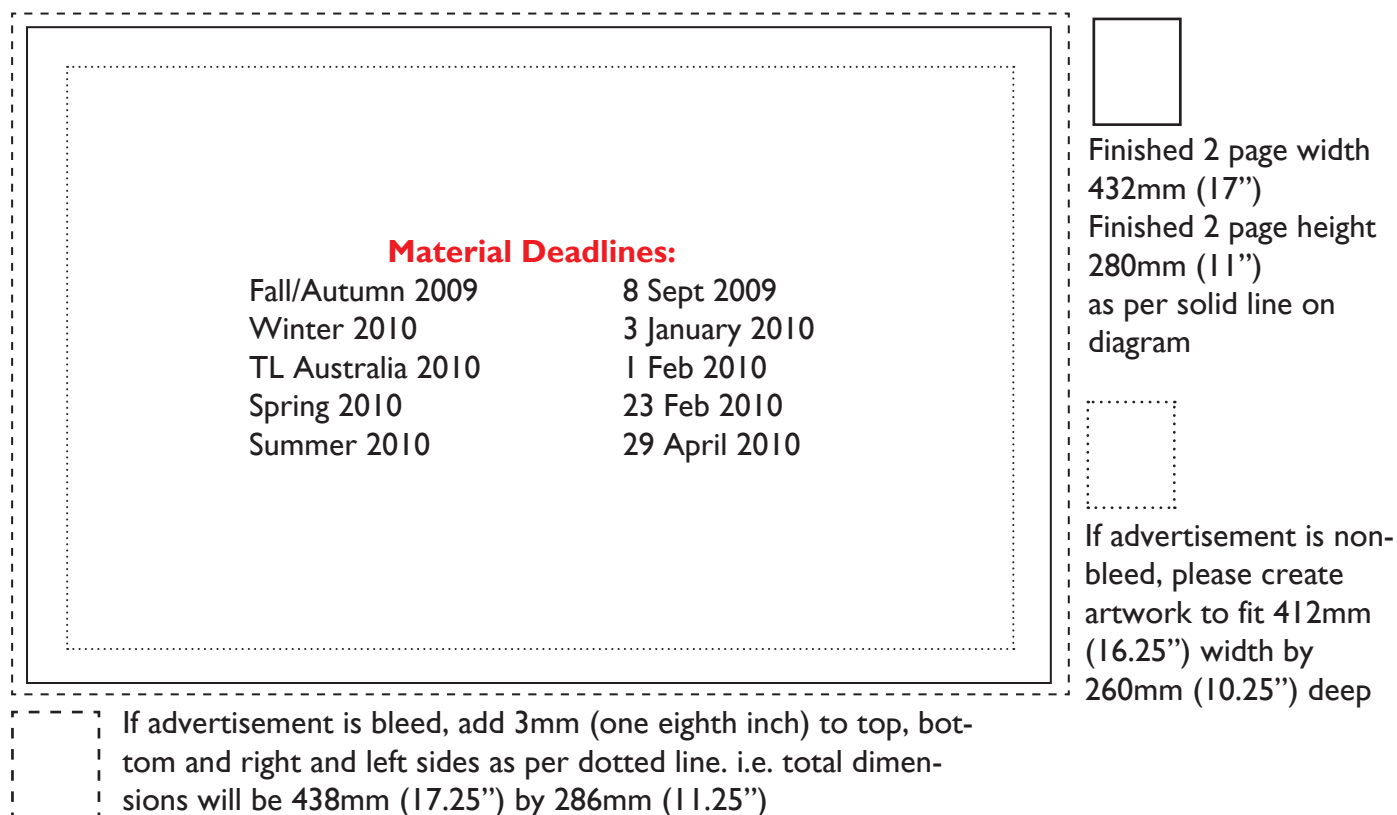 Material Deadlines:
Fall/Autumn 2009 8 Sept 2009
Winter 2010 3 January 2010
TL Australia 2010 1 Feb 2010
Spring 2010 23 Feb 2010
Summer 2010 29 April 2010
Finished 2 page width
432mm (17”)
Finished 2 page height
280mm (11”)
as per solid line on
diagram
If advertisement is non-
bleed, please create
artwork to fit 412mm
(16.25”) width by
260mm (10.25”) deep
If advertisement is bleed, add 3mm (one eighth inch) to top, bot-
tom and right and left sides as per dotted line. i.e. total dimen-
sions will be 438mm (17.25”) by 286mm (11.25”)